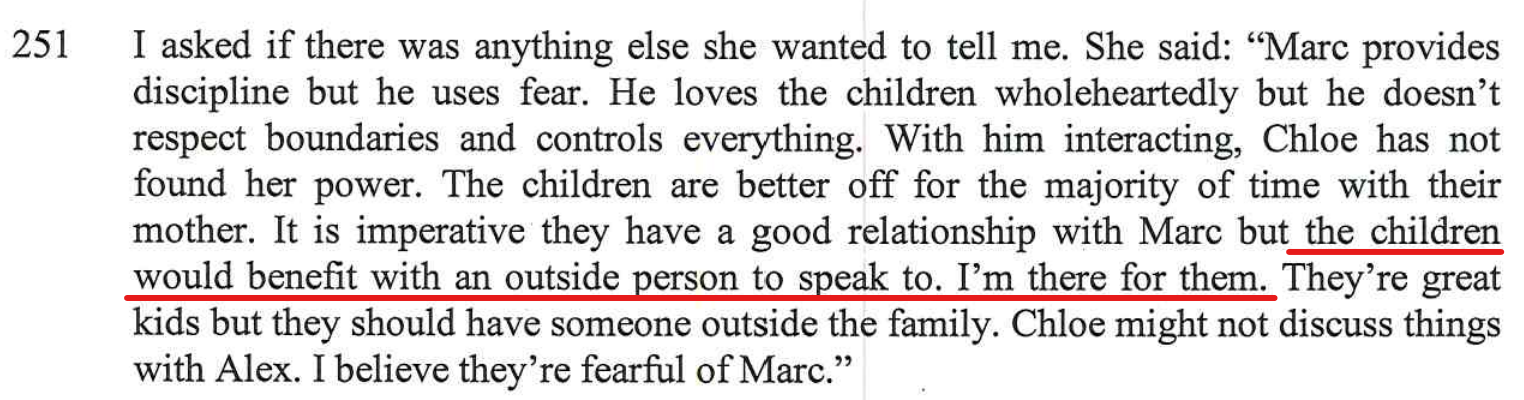 251 I asked if there was anything else she wanted to tell me. She said: “Marc provides
discipline but he uses fear. He loves the children wholeheartedly but he doesn’t
respect boundaries and controls everything. With him interacting, Chloe has not
found her power. The children are better off for the majority of time with their
mother. It is imperative they have a good relationship with Marc but the children
would benefit with an outside person to speak to. I’m there for them. They’re great
kids but they should have someone outside the family. Chloe might not discuss things
with Alex. I believe they’re fearful of Marc.”